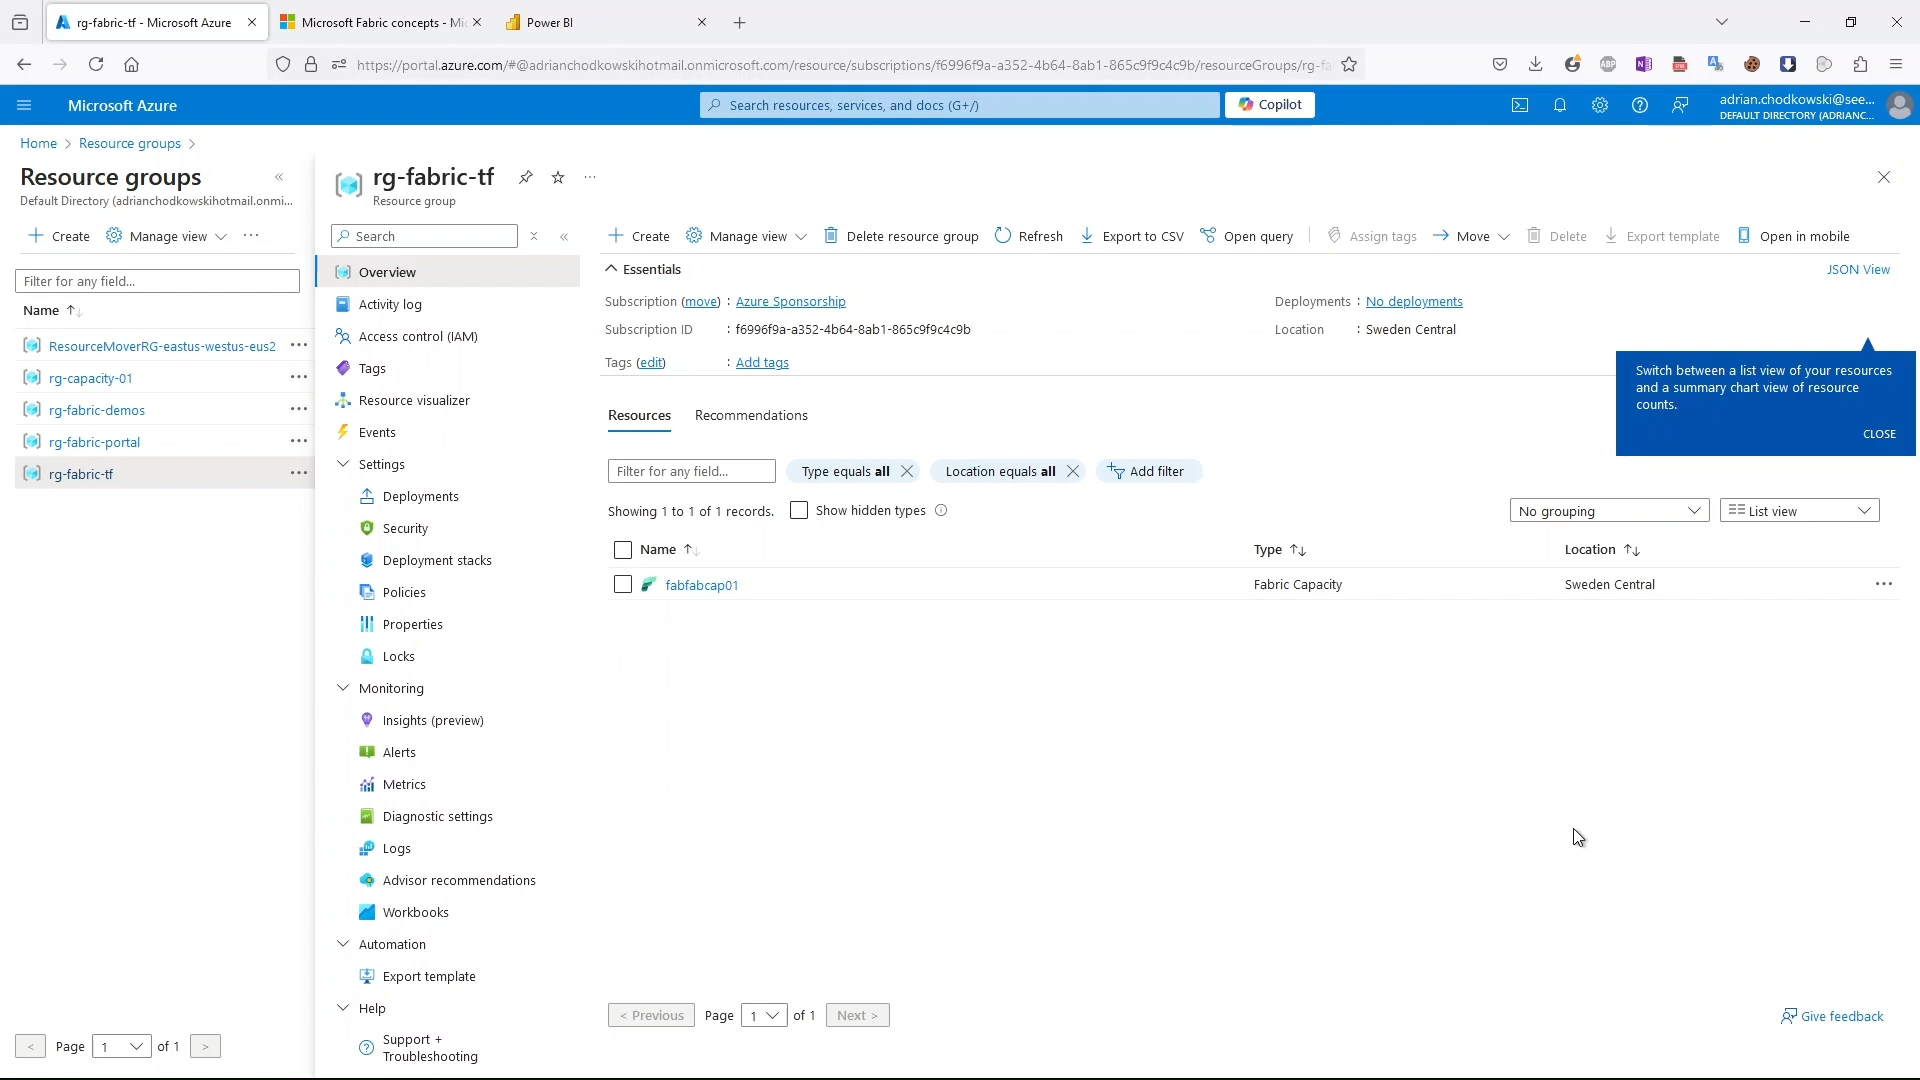 rg-fabric-tf - Microsoft Azure
Microsoft Fabric concepts - Mic
Power BI
https://portal.azure.com/#@adrianchodkowskihotmail.onmicrosoft.com/resource/subscriptions/f6996f9a-a352-4b64-8ab1-865c9f9c4c9b/resourceGroups/rg-fa
Microsoft Azure
Search resources, services, and docs (G+/)
Copilot
adrian.chodkowski@see...
DEFAULT DIRECTORY (ADRIANC...
Home > Resource groups >
Resource groups
Default Directory (adrianchodkowskihotmail.onmi...
Create
Manage view
Filter for any field...
Name
ResourceMoverRG-eastus-westus-eus2
rg-capacity-01
rg-fabric-demos
rg-fabric-portal
rg-fabric-tf
< Page 1 of 1 >
rg-fabric-tf
Resource group
Search
Overview
Activity log
Access control (IAM)
Tags
Resource visualizer
Events
Settings
Deployments
Security
Deployment stacks
Policies
Properties
Locks
Monitoring
Insights (preview)
Alerts
Metrics
Diagnostic settings
Logs
Advisor recommendations
Workbooks
Automation
Export template
Help
Support +
Troubleshooting
Create Manage view Delete resource group Refresh Export to CSV Open query Assign tags Move Delete Export template Open in mobile
Essentials
JSON View
Subscription (move) : Azure Sponsorship
Deployments : No deployments
Subscription ID : f6996f9a-a352-4b64-8ab1-865c9f9c4c9b
Location : Sweden Central
Tags (edit) : Add tags
Switch between a list view of your resources
and a summary chart view of resource
counts.
CLOSE
Resources Recommendations
Filter for any field...
Type equals all
Location equals all
Add filter
Showing 1 to 1 of 1 records.
Show hidden types
No grouping
List view
Name Type Location
fabfabcap01 Fabric Capacity Sweden Central
< Previous Page 1 of 1 Next >
Give feedback